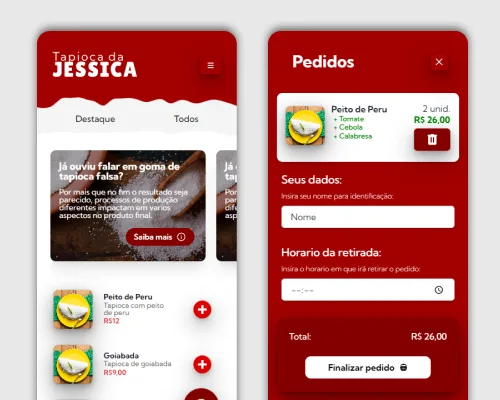 Tapioca da
JESSICA
Destaque
Todos
Já ouviu falar em goma de
tapioca falsa?
Por mais que no fim o resultado seja
parecido, processos de produção
diferentes impactam em varios
aspectos no produto final.
Saiba mais
Peito de Peru
Tapioca com peito
de peru
R$12
Goiabada
Tapioca de goiabada
R$9,00
Pedidos
Peito de Peru
+ Tomate
+ Cebola
+ Calabresa
2 unid.
R$ 26,00
Seus dados:
Insira seu nome para identificação:
Nome
Horario da retirada:
Insira o horario em que irá retirar o pedido:
--:--
Total:
R$ 26,00
Finalizar pedido